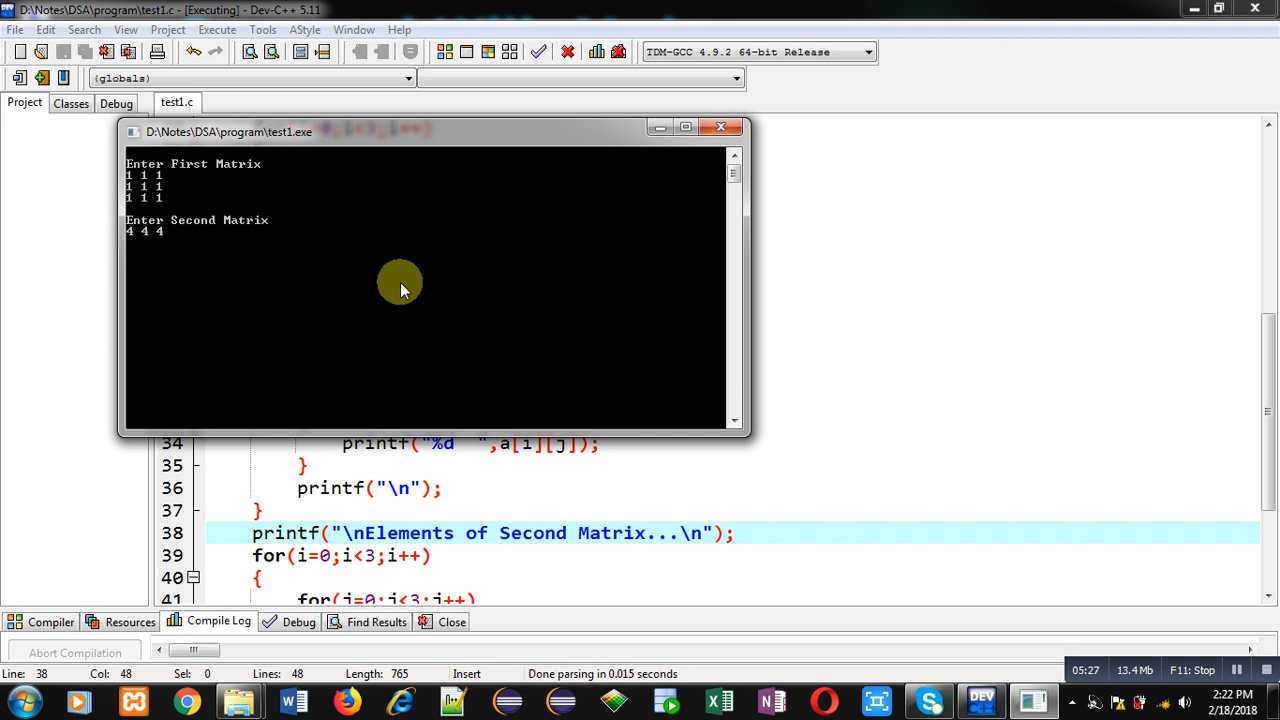 D:\Notes\DSA\program\test1.c - [Executing] - Dev-C++ 5.11
File Edit Search View Project Execute Tools AStyle Window Help
TDM-GCC 4.9.2 64-bit Release
(globals)
Project Classes Debug test1.c
D:\Notes\DSA\program\test1.exe
Enter First Matrix
1 1 1
1 1 1
1 1 1
Enter Second Matrix
4 4 4
34 printf("%d ",a[i][j]);
35 }
36 printf("\n");
37 }
38 printf("\nElements of Second Matrix...\n");
39 for(i=0;i<3;i++)
40 {
41 for(j=0;j<3;j++)
Compiler Resources Compile Log Debug Find Results Close
Abort Compilation
Line: 38 Col: 48 Sel: 0 Lines: 48 Length: 765 Insert Done parsing in 0.015 seconds
05:27 13.4 Mb F11: Stop
2:22 PM
2/18/2018